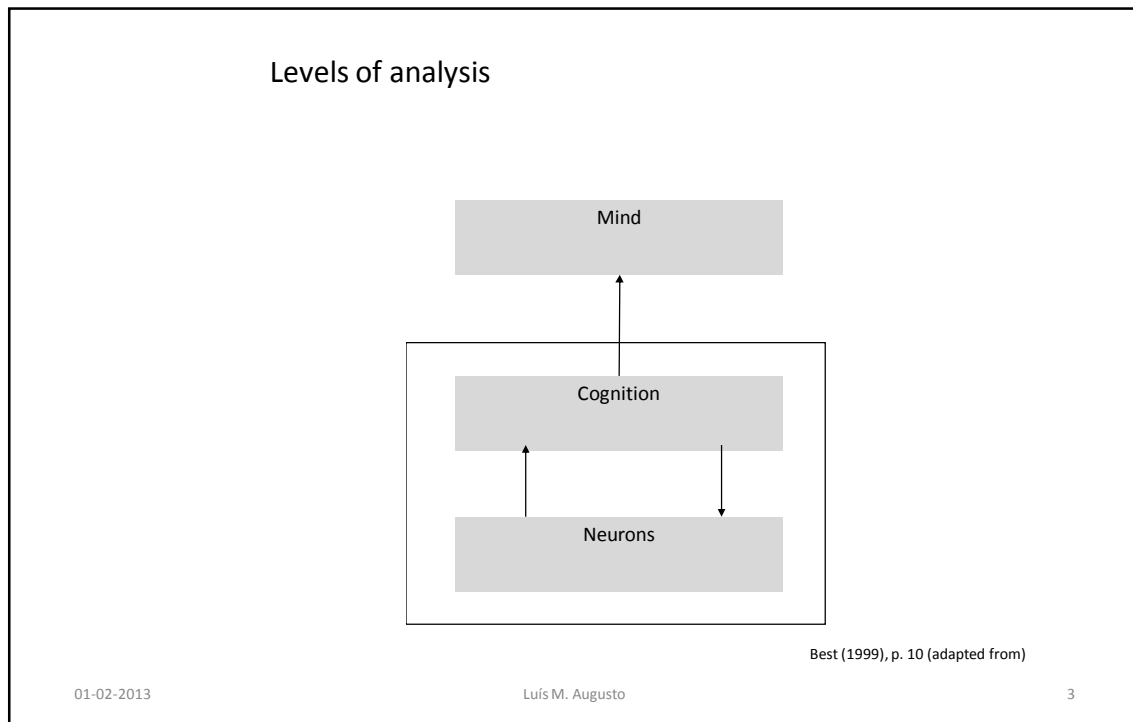 Levels of analysis
Mind
Cognition
Neurons
Best (1999), p. 10 (adapted from)
01-02-2013 Luís M. Augusto 3